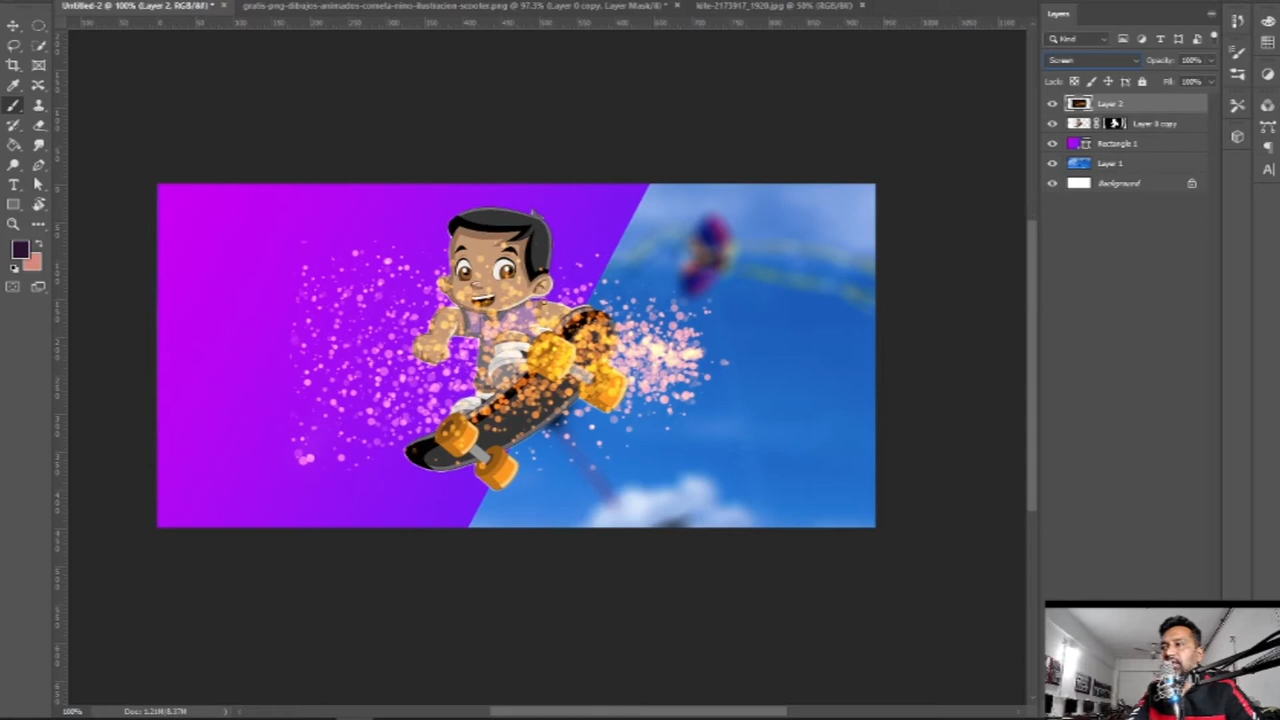 Untitled-2 @ 100% (Layer 2, RGB/8#) *
gratis-png-dibujos-animados-cometa-nino-ilustracion-scooter.png @ 97.3% (Layer 0 copy, Layer Mask/8) *
kite-2173917_1920.jpg @ 50% (RGB/8#)
Layers
Kind
Screen
Opacity: 100%
Lock:
Fill: 100%
Layer 2
Layer 0 copy
Rectangle 1
Layer 1
Background
100%
Doc: 1.21M/8.37M